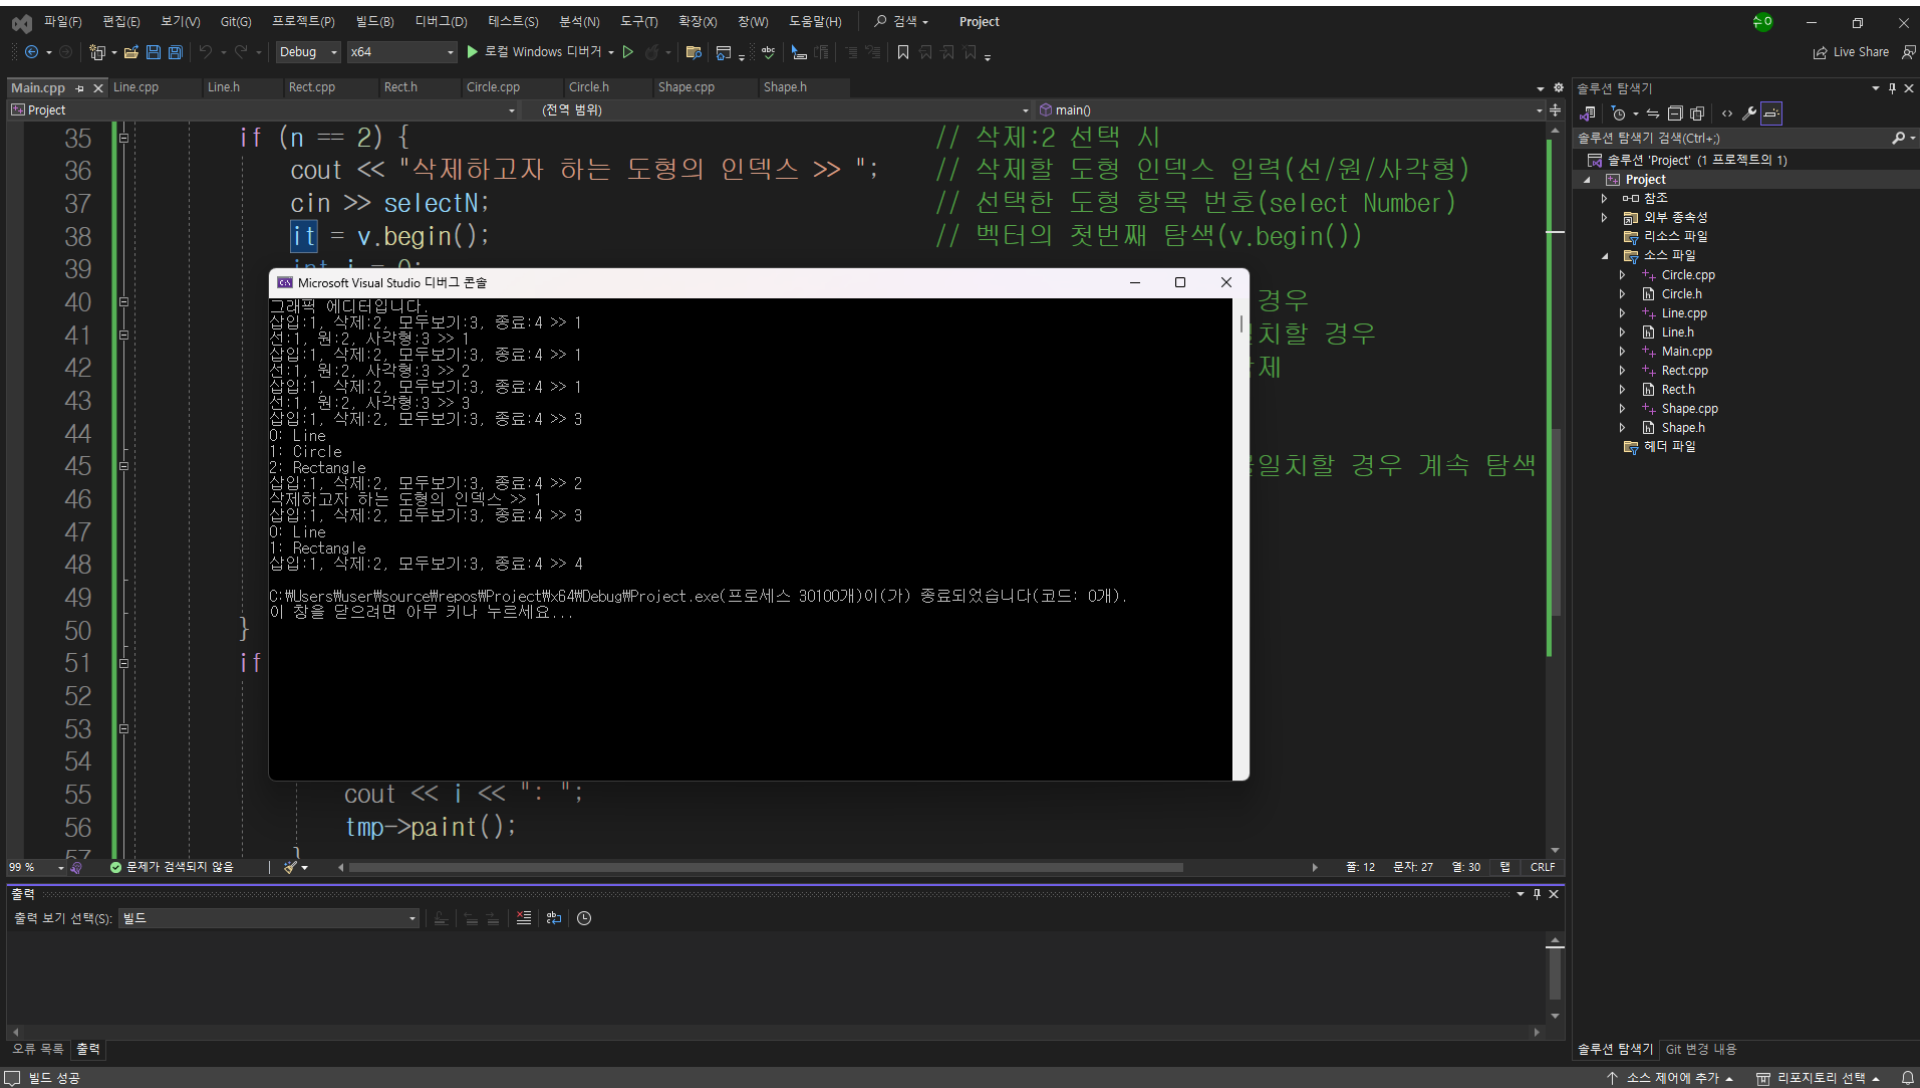 파일(F) 편집(E) 보기(V) Git(G) 프로젝트(P) 빌드(B) 디버그(D) 테스트(S) 분석(N) 도구(T) 확장(X) 창(W) 도움말(H) 검색 Project 순0
Debug x64 로컬 Windows 디버거 Live Share
Main.cpp Line.cpp Line.h Rect.cpp Rect.h Circle.cpp Circle.h Shape.cpp Shape.h
Project (전역 범위) main()
35 if (n == 2) { // 삭제:2 선택 시
36 cout << "삭제하고자 하는 도형의 인덱스 >> "; // 삭제할 도형 인덱스 입력(선/원/사각형)
37 cin >> selectN; // 선택한 도형 항목 번호(select Number)
38 it = v.begin(); // 벡터의 첫번째 탐색(v.begin())
39 int i = 0;
40 경우
41 치할 경우
42 제
43
44
45 일치할 경우 계속 탐색
46
47
48
49
50 }
51 if
52
53
54
55 cout << i << ": ";
56 tmp->paint();
57 }
Microsoft Visual Studio 디버그 콘솔
그래픽 에디터입니다.
삽입:1, 삭제:2, 모두보기:3, 종료:4 >> 1
선:1, 원:2, 사각형:3 >> 1
삽입:1, 삭제:2, 모두보기:3, 종료:4 >> 1
선:1, 원:2, 사각형:3 >> 2
삽입:1, 삭제:2, 모두보기:3, 종료:4 >> 1
선:1, 원:2, 사각형:3 >> 3
삽입:1, 삭제:2, 모두보기:3, 종료:4 >> 3
0: Line
1: Circle
2: Rectangle
삽입:1, 삭제:2, 모두보기:3, 종료:4 >> 2
삭제하고자 하는 도형의 인덱스 >> 1
삽입:1, 삭제:2, 모두보기:3, 종료:4 >> 3
0: Line
1: Rectangle
삽입:1, 삭제:2, 모두보기:3, 종료:4 >> 4
C:₩Users₩user₩source₩repos₩Project₩x64₩Debug₩Project.exe(프로세스 30100개)이(가) 종료되었습니다(코드: 0개).
이 창을 닫으려면 아무 키나 누르세요...
99 % 문제가 검색되지 않음 줄: 12 문자: 27 열: 30 탭 CRLF
출력
출력 보기 선택(S): 빌드
오류 목록 출력
솔루션 탐색기
솔루션 탐색기 검색(Ctrl+;)
솔루션 'Project' (1 프로젝트의 1)
Project
참조
외부 종속성
리소스 파일
소스 파일
Circle.cpp
Circle.h
Line.cpp
Line.h
Main.cpp
Rect.cpp
Rect.h
Shape.cpp
Shape.h
헤더 파일
솔루션 탐색기 Git 변경 내용
빌드 성공 소스 제어에 추가 리포지토리 선택